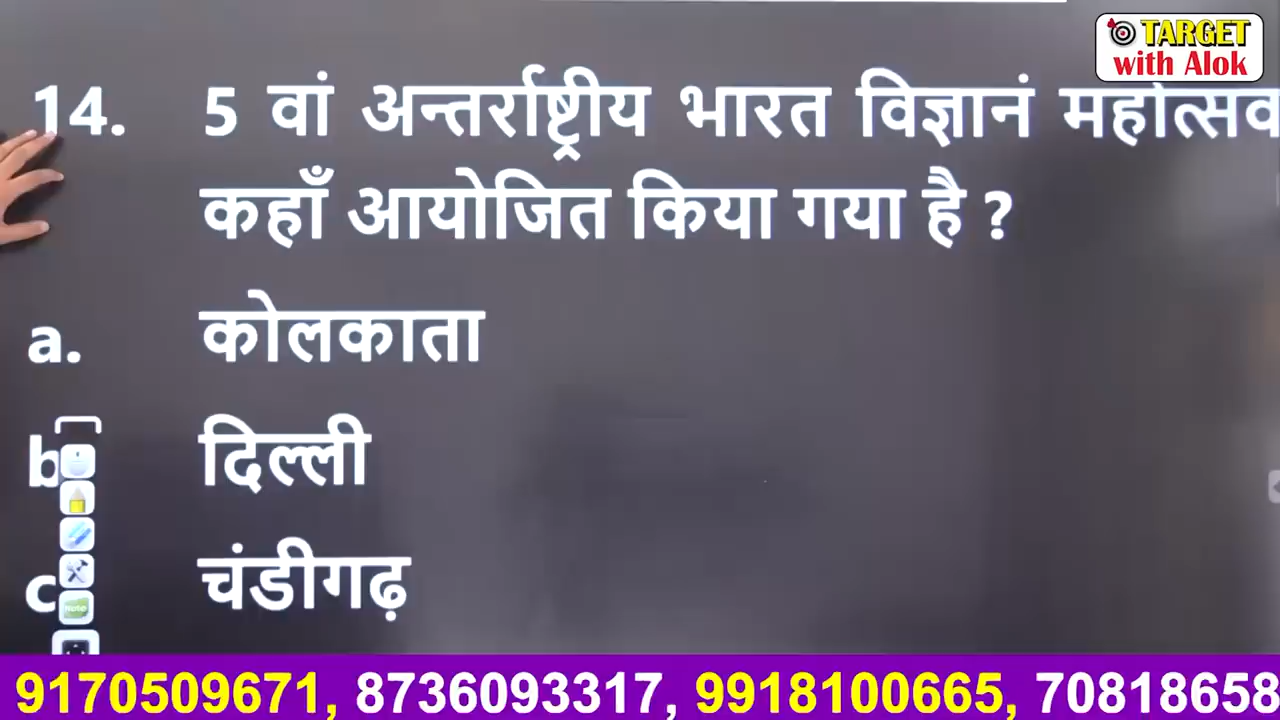 TARGET
with Alok
14. 5 वां अन्तर्राष्ट्रीय भारत विज्ञानं महोत्सव
कहाँ आयोजित किया गया है ?
a. कोलकाता
b दिल्ली
c चंडीगढ़
Note
9170509671, 8736093317, 9918100665, 70818658